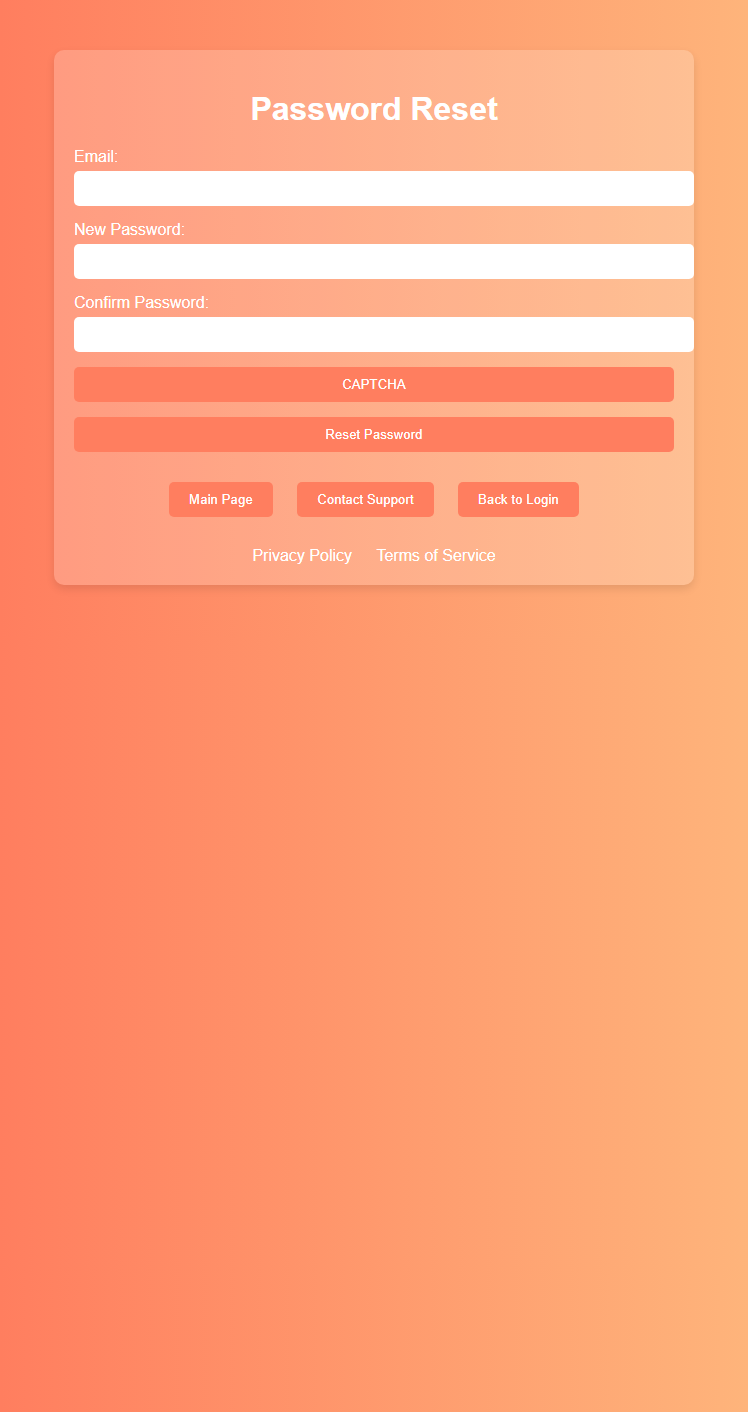 Password Reset
Email:
New Password:
Confirm Password:
CAPTCHA
Reset Password
Main Page Contact Support Back to Login
Privacy Policy Terms of Service